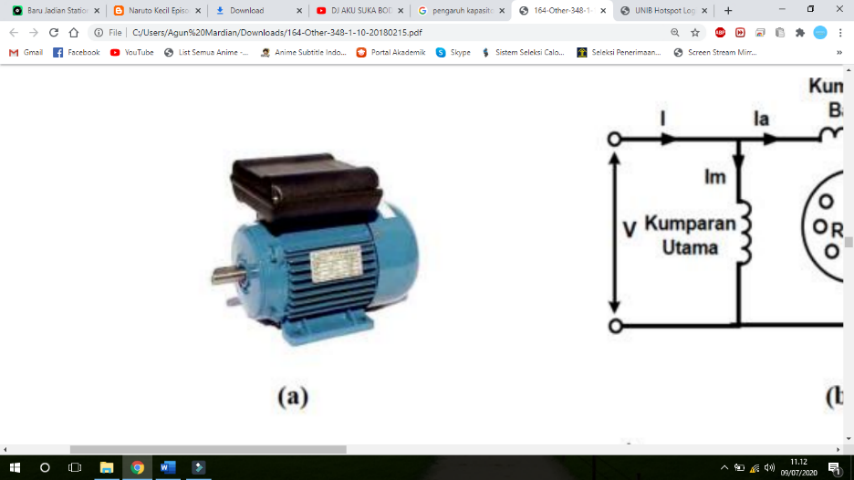 Baru Jadian Station
Naruto Kecil Episo
Download
DJ AKU SUKA BOD
pengaruh kapasito
164-Other-348-1-
UNIB Hotspot Log
File
C:/Users/Agun%20Mardian/Downloads/164-Other-348-1-10-20180215.pdf
Gmail
Facebook
YouTube
List Semua Anime -...
Anime Subtitle Indo...
Portal Akademik
Skype
Sistem Seleksi Calo...
Seleksi Penerimaan...
Screen Stream Mirr...
Kum
Ba
I
Ia
Im
V
Kumparan
Utama
R
(a)
(b
11.12
09/07/2020